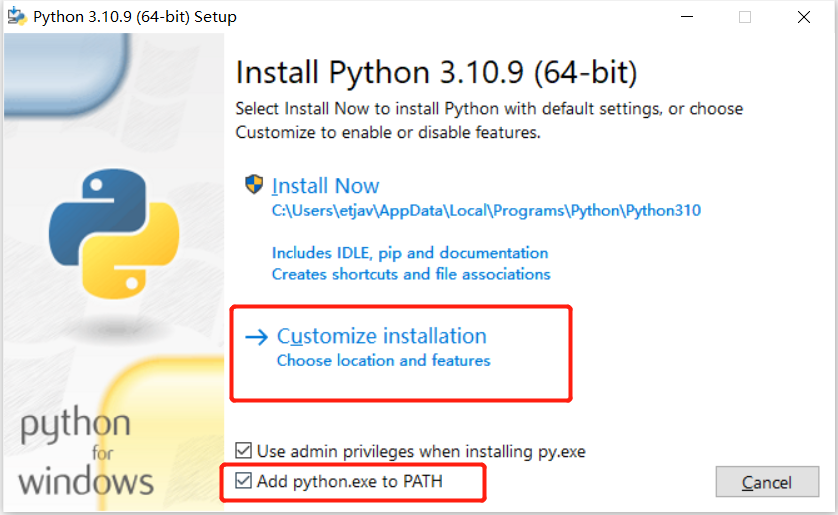 Python 3.10.9 (64-bit) Setup
Install Python 3.10.9 (64-bit)
Select Install Now to install Python with default settings, or choose
Customize to enable or disable features.
Install Now
C:\Users\etjav\AppData\Local\Programs\Python\Python310
Includes IDLE, pip and documentation
Creates shortcuts and file associations
Customize installation
Choose location and features
Use admin privileges when installing py.exe
Add python.exe to PATH
Cancel
python
for
windows